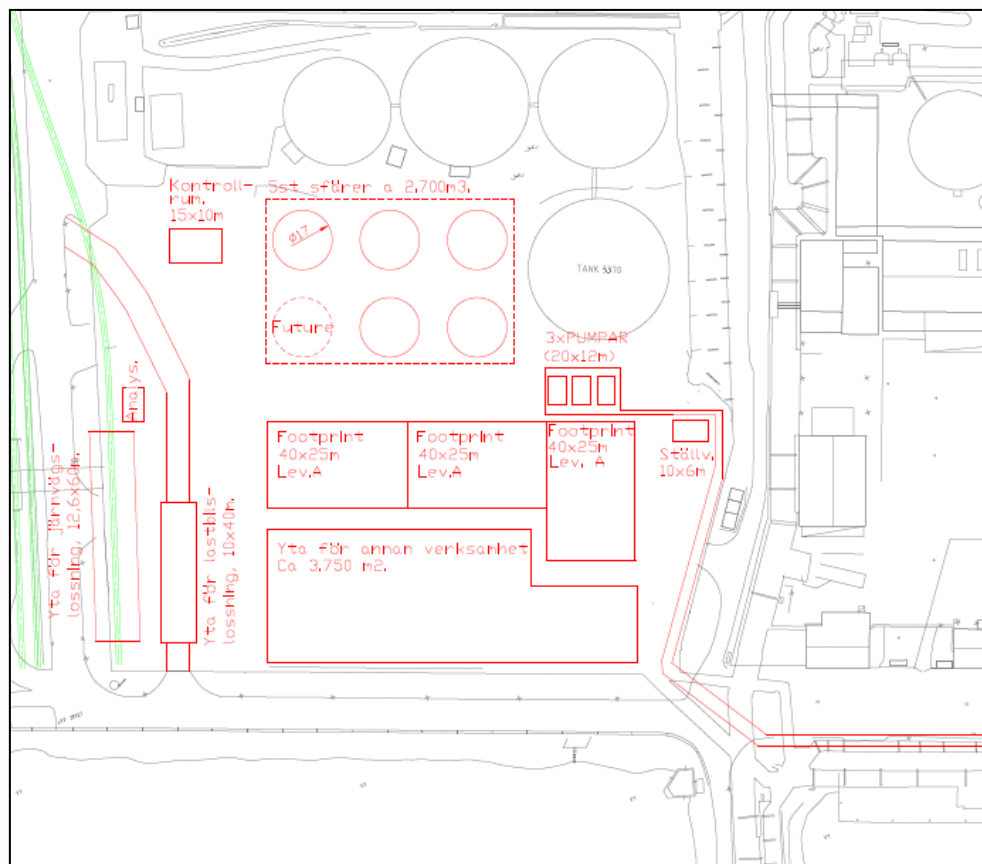 Kontroll-
rum.
15x10m
5st sfärer a 2.700m3.
Ø17
Future
TANK 3370
3xPUMPAR
(20x12m)
Analys.
Footprint
40x25m
Lev.A
Footprint
40x25m
Lev.A
Footprint
40x25m
Lev. A
Ställv.
10x6m
Yta för järnvägs-
lossning, 12,6x60m.
Yta för lastbils-
lossning, 10x40m.
Yta för annan verksamhet
Ca 3.750 m2.